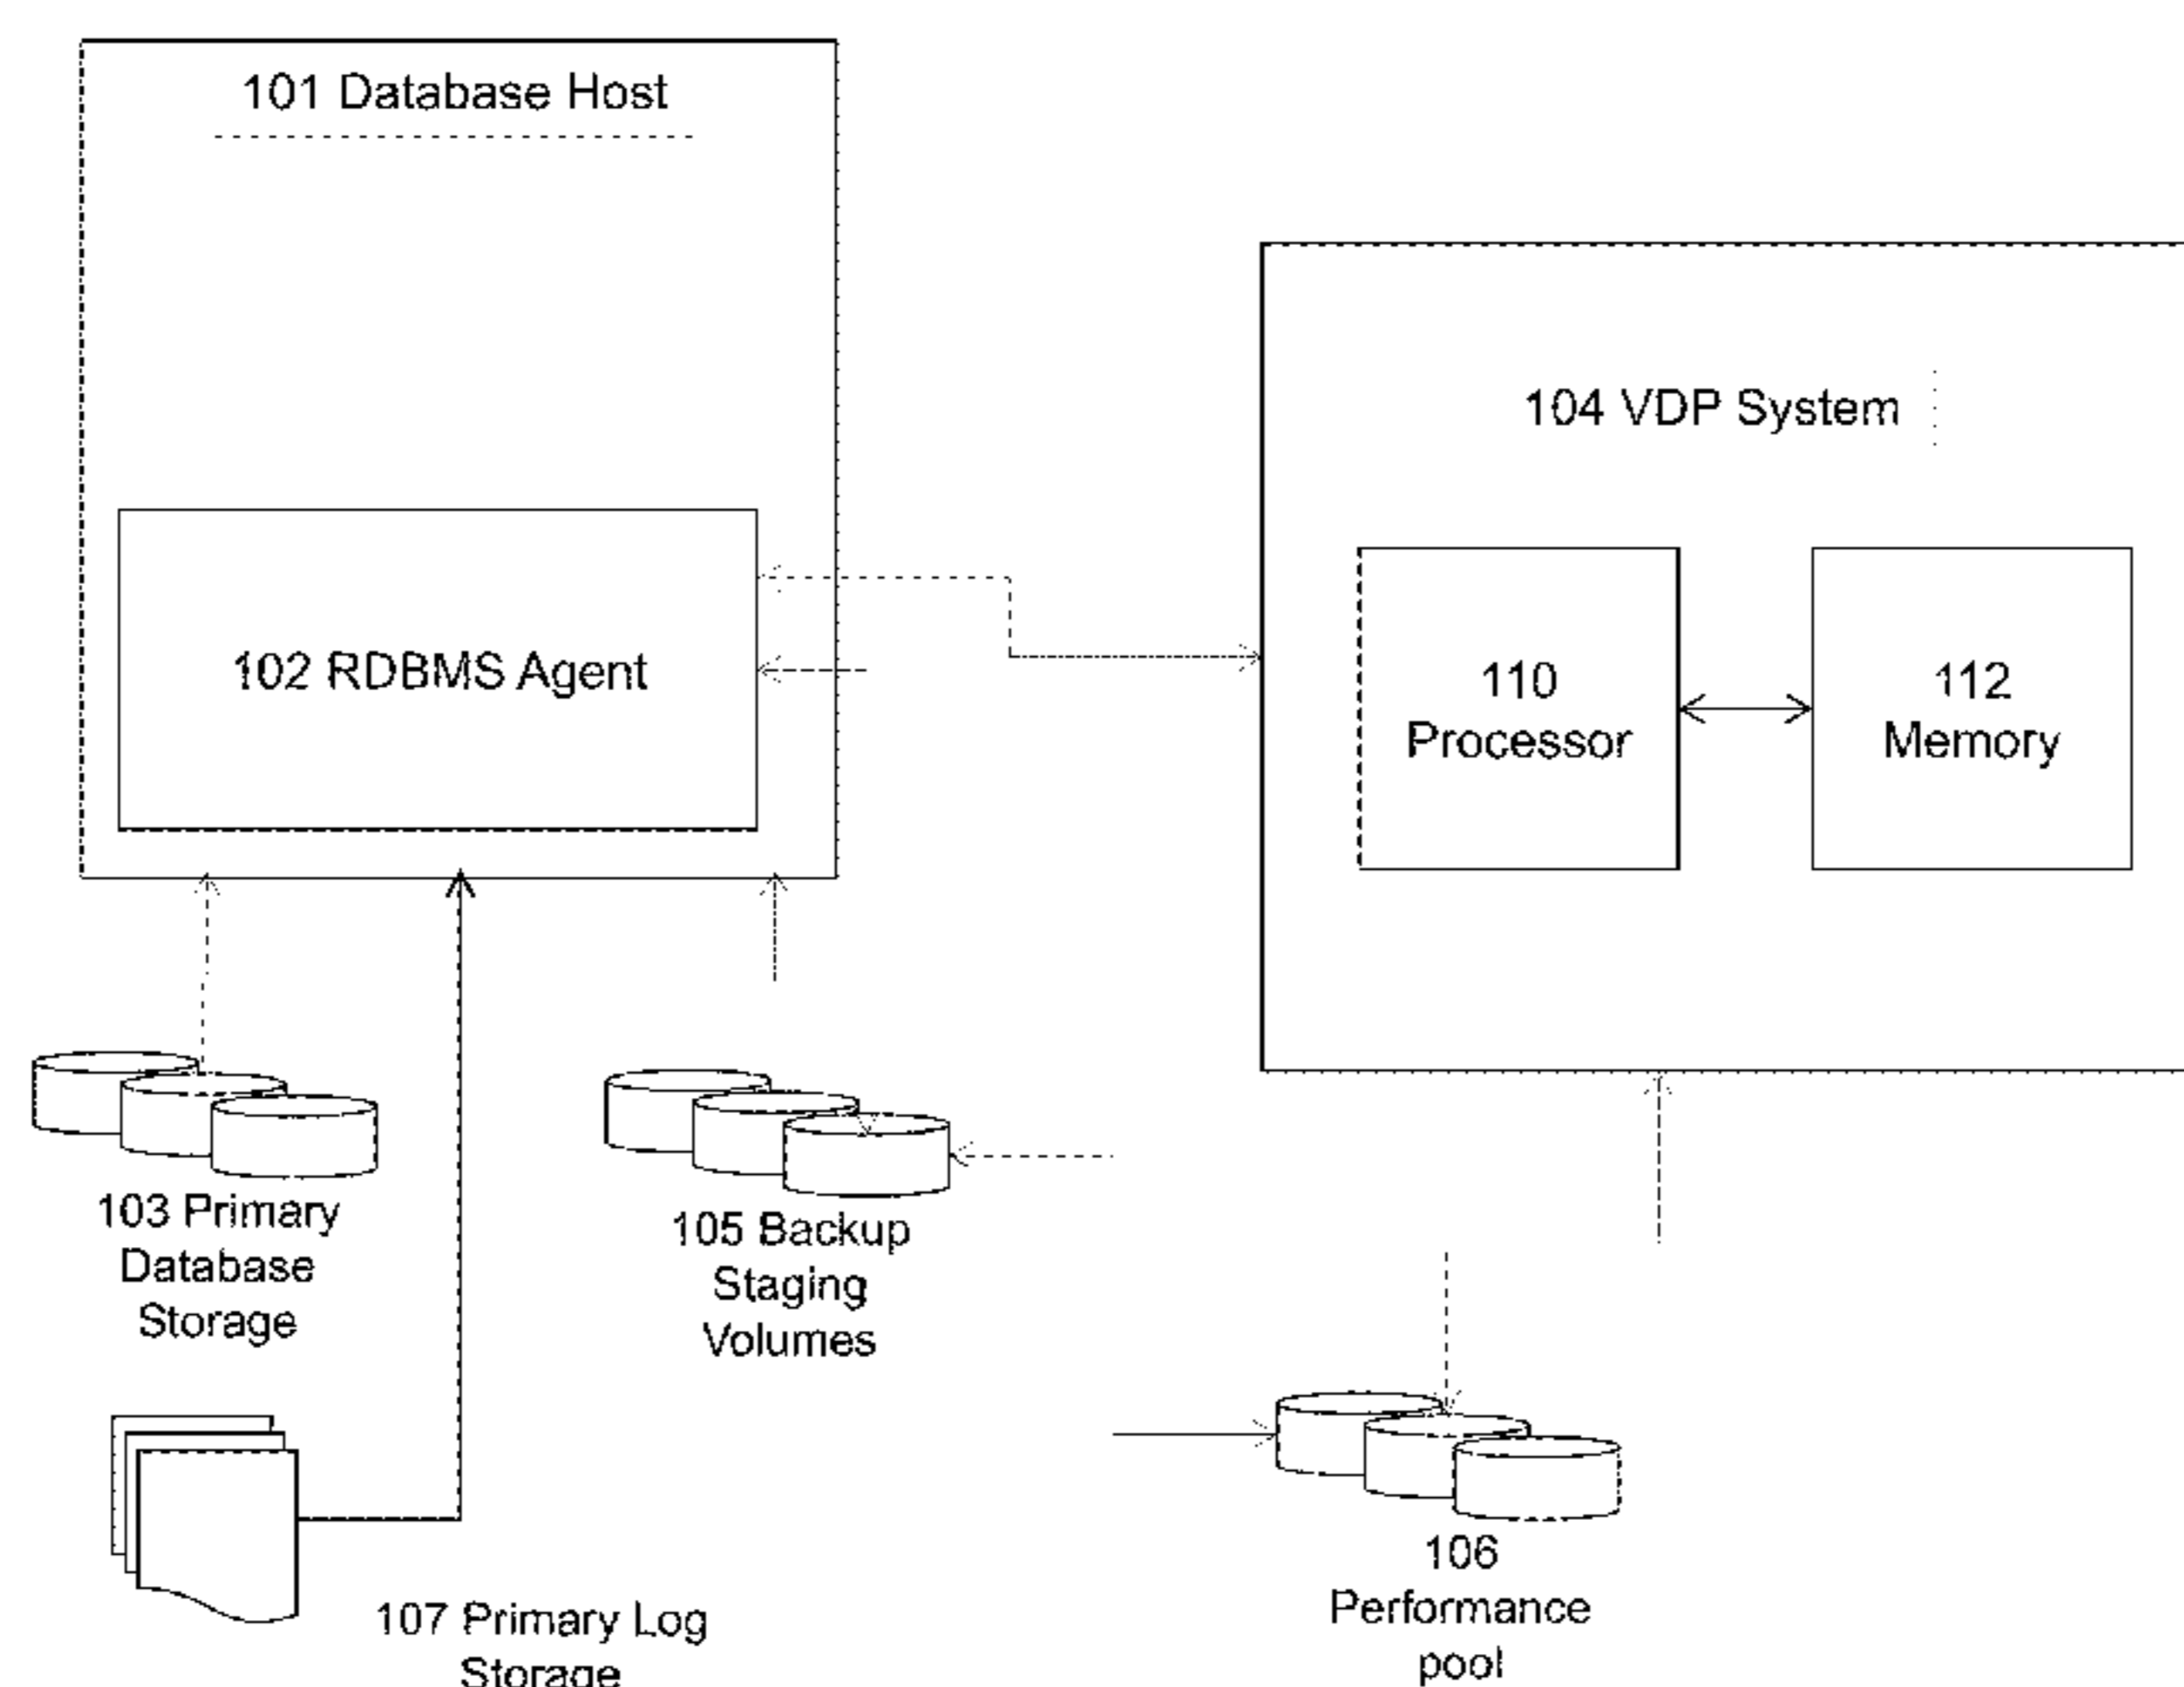 101 Database Host
104 VDP System
102 RDBMS Agent
110
Processor
112
Memory
103 Primary
Database
Storage
105 Backup
Staging
Volumes
106
Performance
pool
107 Primary Log
Storage